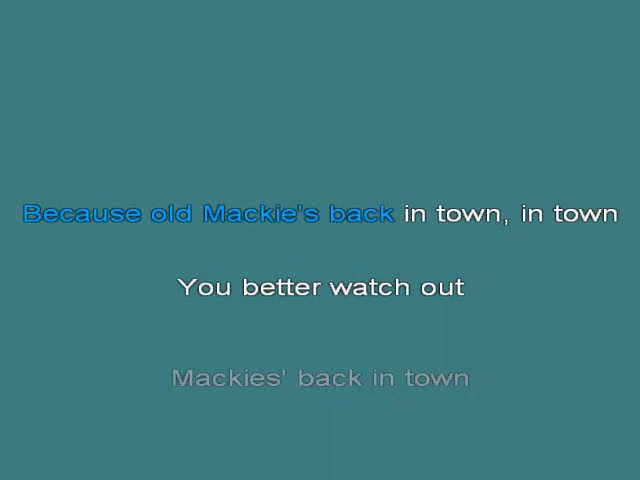 Because old Mackie's back in town, in town
You better watch out
Mackies' back in town